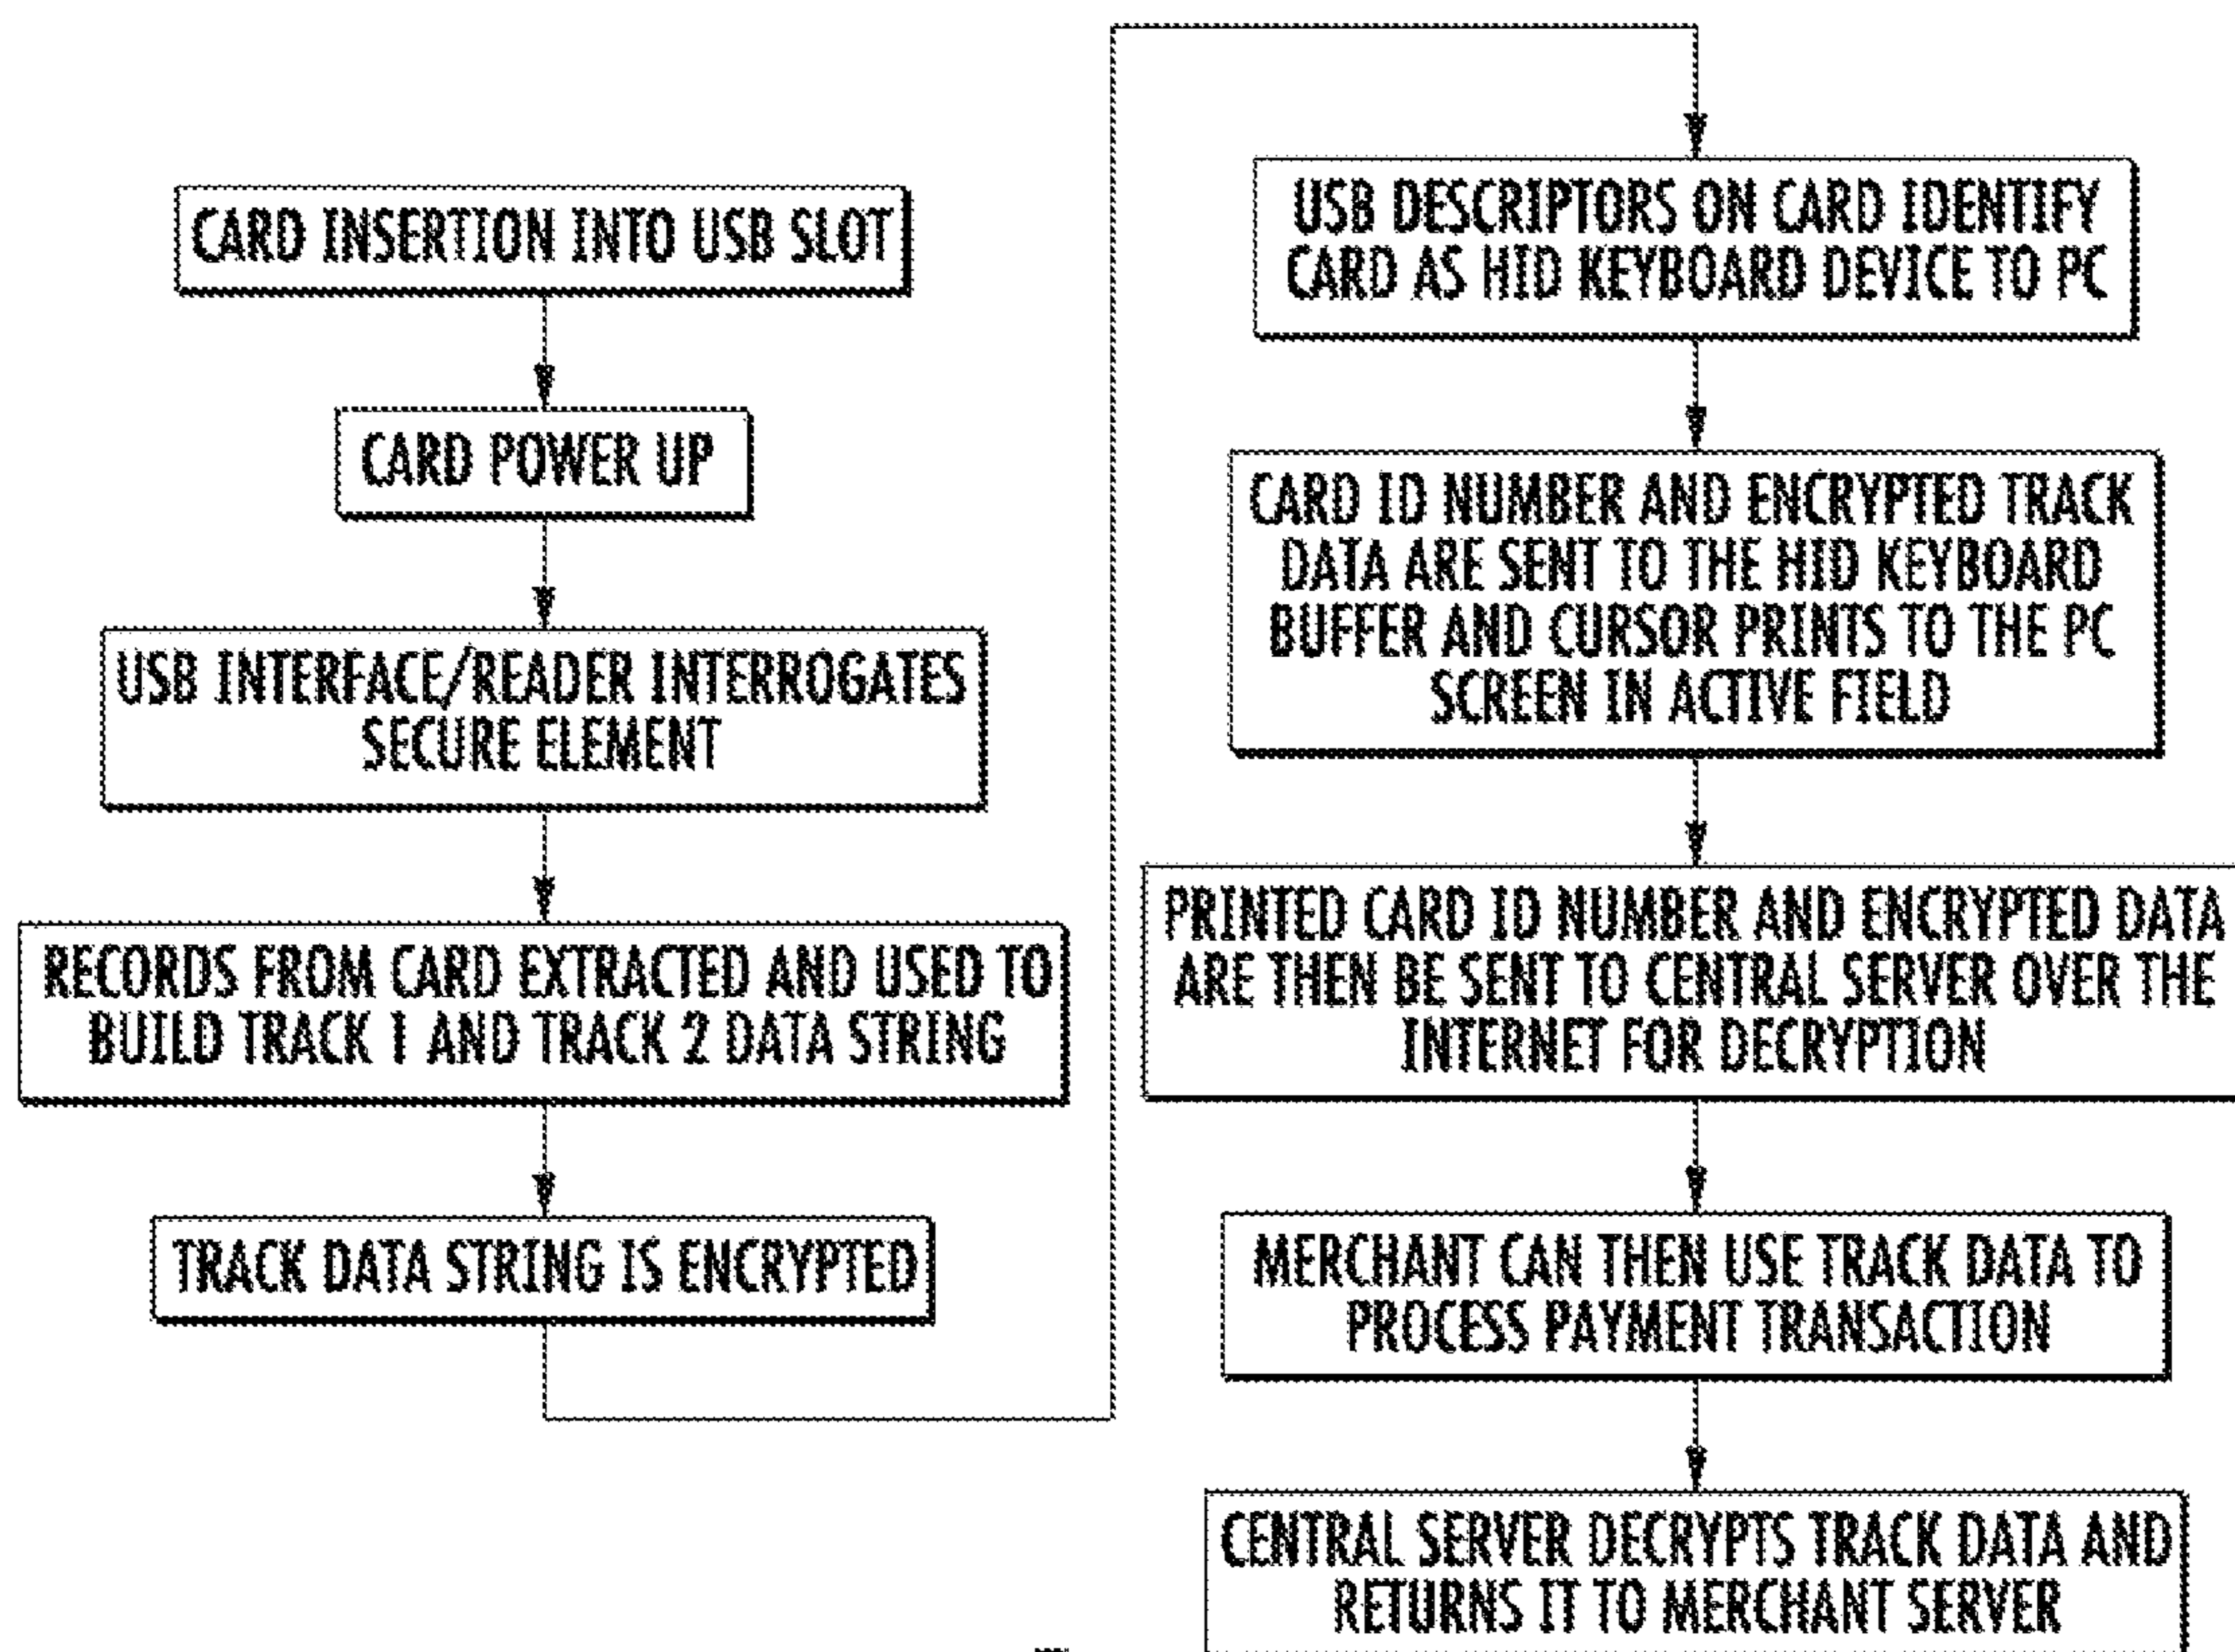 CARD INSERTION INTO USB SLOT
CARD POWER UP
USB INTERFACE/READER INTERROGATES
SECURE ELEMENT
RECORDS FROM CARD EXTRACTED AND USED TO
BUILD TRACK 1 AND TRACK 2 DATA STRING
TRACK DATA STRING IS ENCRYPTED
USB DESCRIPTORS ON CARD IDENTIFY
CARD AS HID KEYBOARD DEVICE TO PC
CARD ID NUMBER AND ENCRYPTED TRACK
DATA ARE SENT TO THE HID KEYBOARD
BUFFER AND CURSOR PRINTS TO THE PC
SCREEN IN ACTIVE FIELD
PRINTED CARD ID NUMBER AND ENCRYPTED DATA
ARE THEN BE SENT TO CENTRAL SERVER OVER THE
INTERNET FOR DECRYPTION
MERCHANT CAN THEN USE TRACK DATA TO
PROCESS PAYMENT TRANSACTION
CENTRAL SERVER DECRYPTS TRACK DATA AND
RETURNS IT TO MERCHANT SERVER